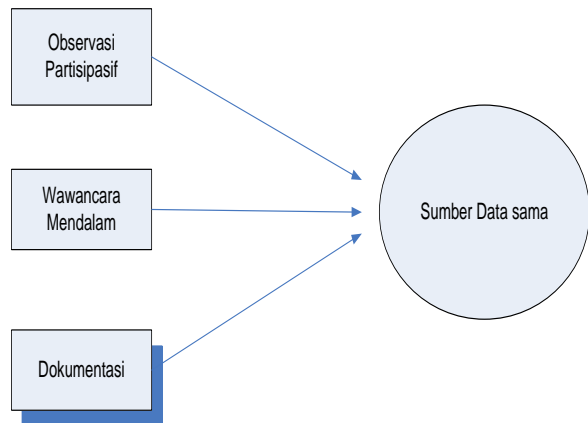 Observasi
Partisipasif
Wawancara
Mendalam
Sumber Data sama
Dokumentasi